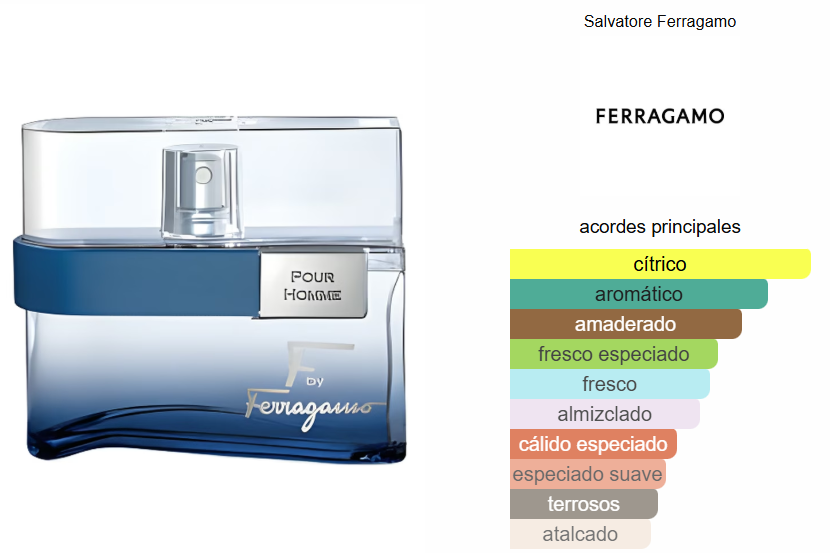 Salvatore Ferragamo
FERRAGAMO
acordes principales
cítrico
aromático
amaderado
fresco especiado
fresco
almizclado
cálido especiado
especiado suave
terrosos
atalcado
POUR
HOMME
F
by
Ferragamo